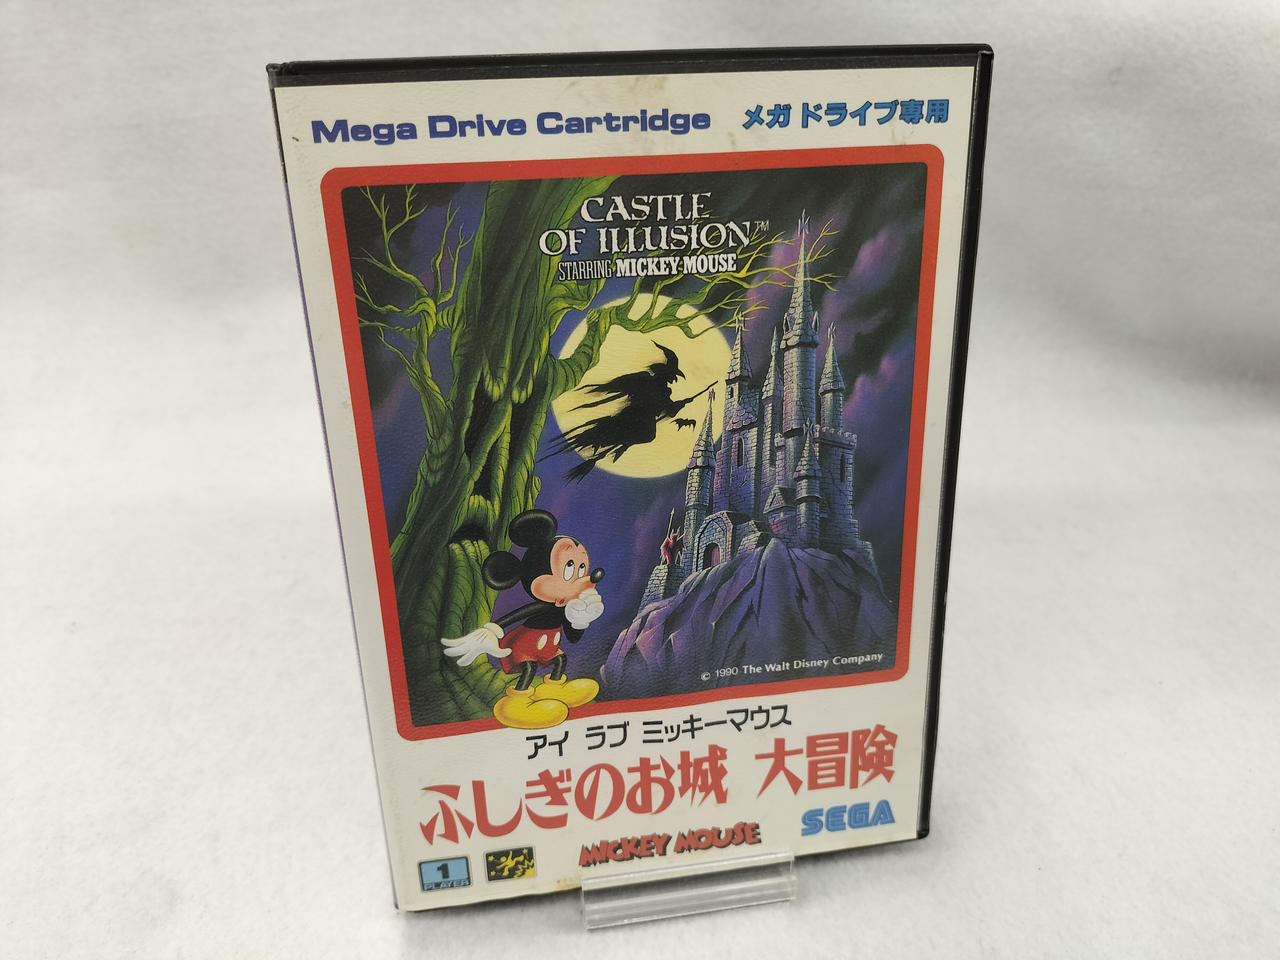 Mega Drive Cartridge メガドライブ専用
CASTLE
OF ILLUSION™
STARRING MICKEY MOUSE
© 1990 The Walt Disney Company
アイ ラブ ミッキーマウス
ふしぎのお城 大冒険
MICKEY MOUSE
SEGA
1
PLAYER